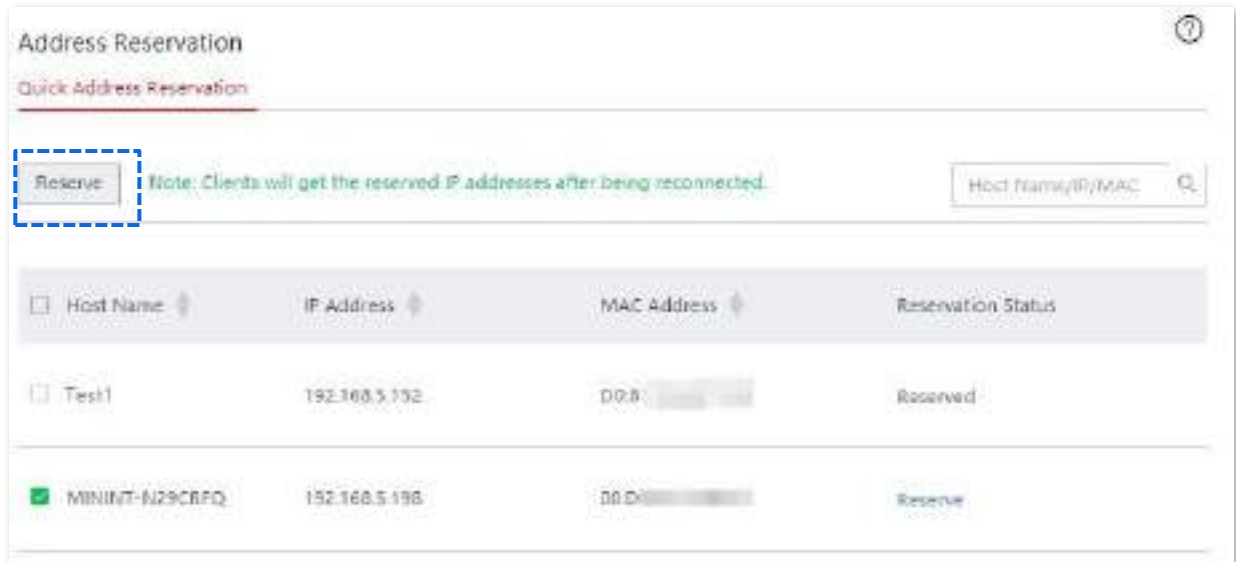 Address Reservation
Quick Address Reservation
Reserve Note: Clients will get the reserved IP addresses after being reconnected. Host Name/IP/MAC
Host Name IP Address MAC Address Reservation Status
Test1 192.168.5.152 D0:8 Reserved
192.168.5.198 Reserve